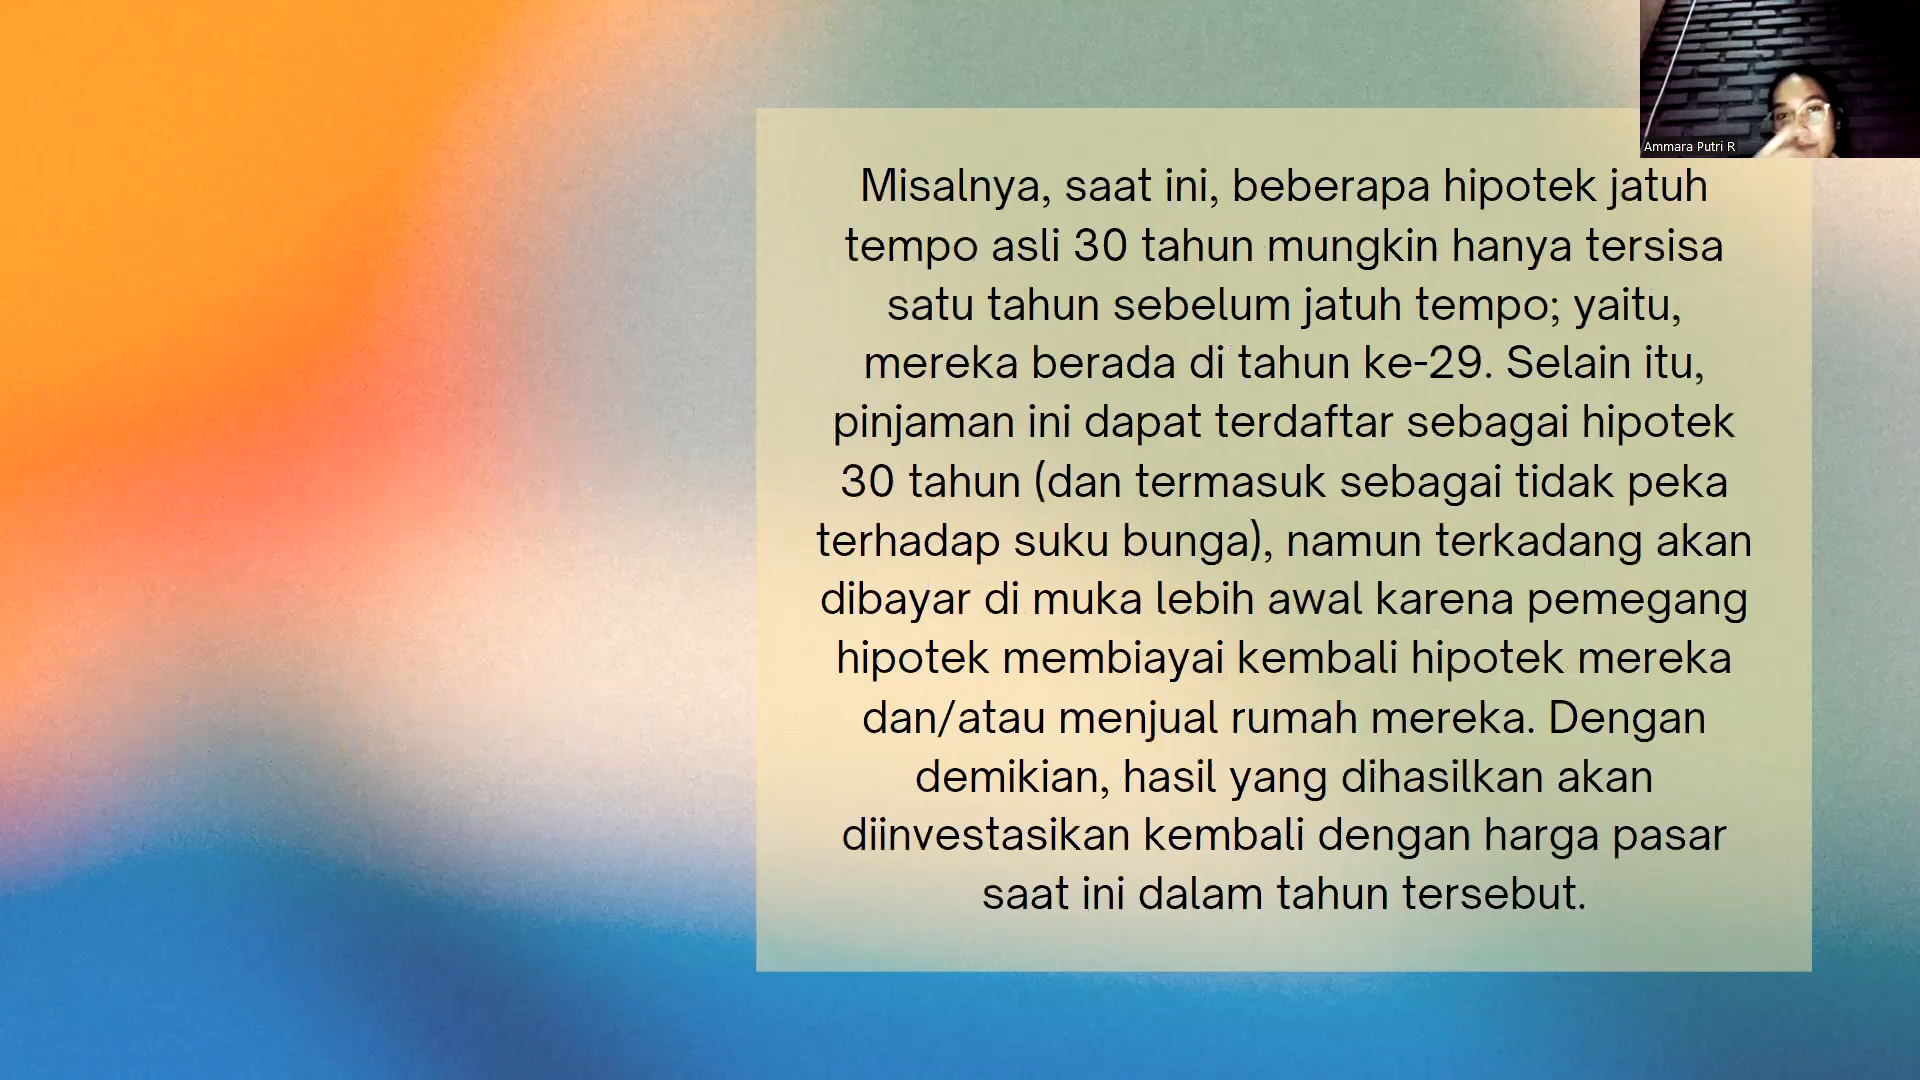 Ammara Putri R
Misalnya, saat ini, beberapa hipotek jatuh
tempo asli 30 tahun mungkin hanya tersisa
satu tahun sebelum jatuh tempo; yaitu,
mereka berada di tahun ke-29. Selain itu,
pinjaman ini dapat terdaftar sebagai hipotek
30 tahun (dan termasuk sebagai tidak peka
terhadap suku bunga), namun terkadang akan
dibayar di muka lebih awal karena pemegang
hipotek membiayai kembali hipotek mereka
dan/atau menjual rumah mereka. Dengan
demikian, hasil yang dihasilkan akan
diinvestasikan kembali dengan harga pasar
saat ini dalam tahun tersebut.